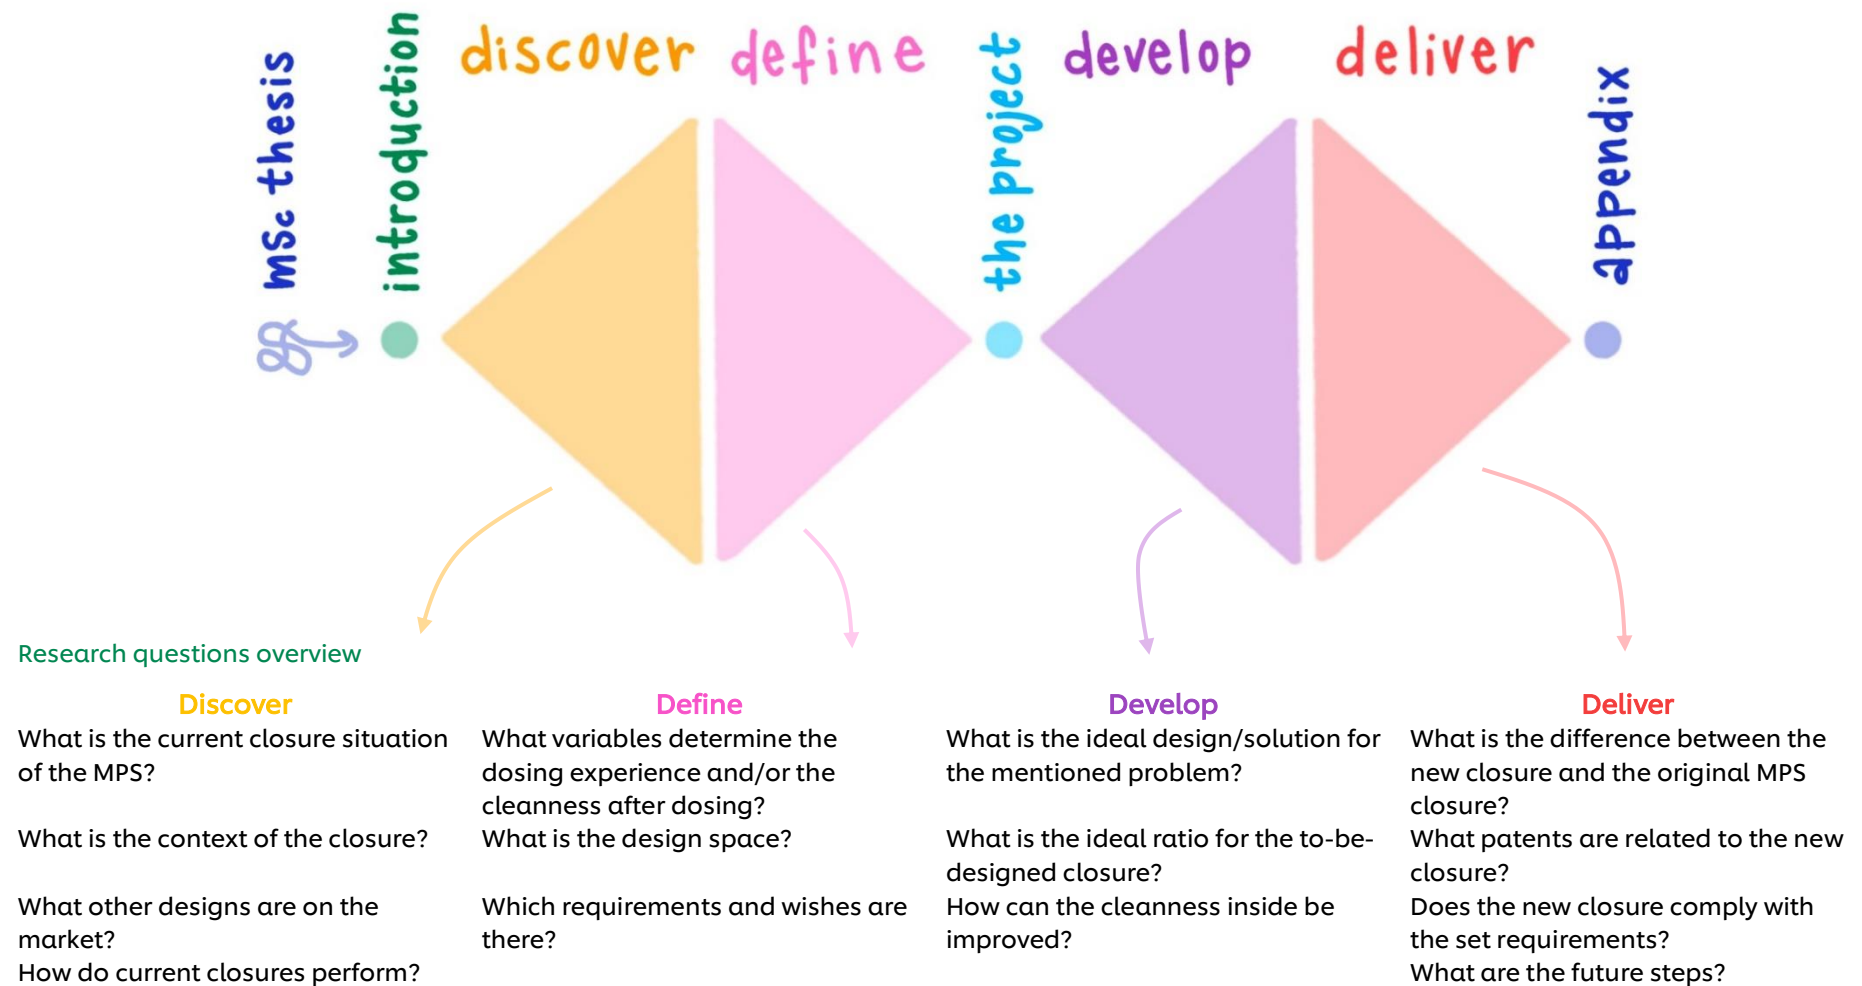 msc thesis
introduction
discover
define
the project
develop
deliver
appendix
Research questions overview
Discover
What is the current closure situation
of the MPS?
What is the context of the closure?
What other designs are on the
market?
How do current closures perform?
Define
What variables determine the
dosing experience and/or the
cleanness after dosing?
What is the design space?
Which requirements and wishes are
there?
Develop
What is the ideal design/solution for
the mentioned problem?
What is the ideal ratio for the to-be-
designed closure?
How can the cleanness inside be
improved?
Deliver
What is the difference between the
new closure and the original MPS
closure?
What patents are related to the new
closure?
Does the new closure comply with
the set requirements?
What are the future steps?